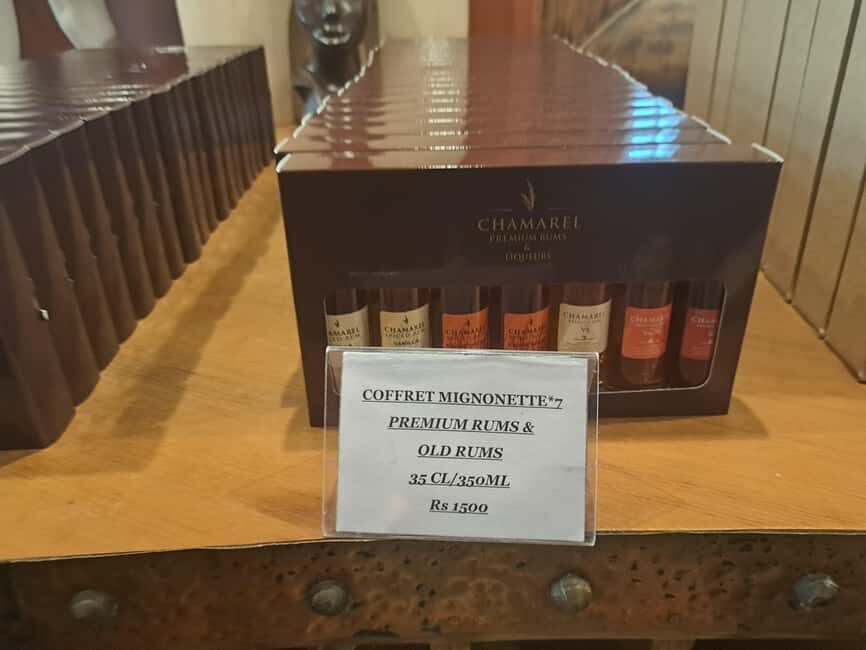 CHAMAREL
PREMIUM RUMS
&
LIQUEURS
CHAMAREL
CHAMAREL
VANILLA
CHAMAREL
VS
COFFRET MIGNONETTE*7
PREMIUM RUMS &
OLD RUMS
35 CL/350ML
Rs 1500